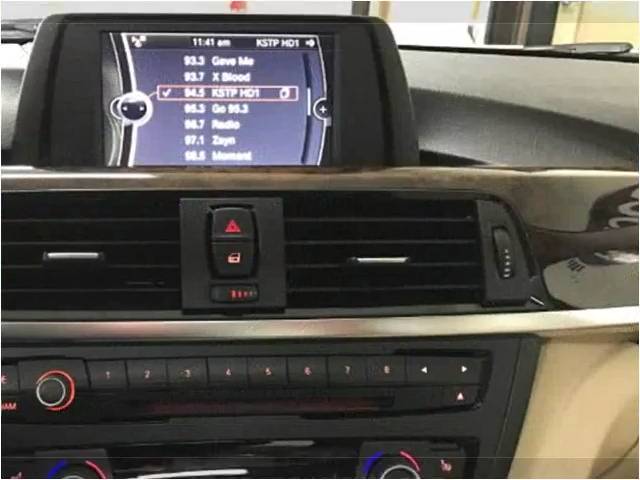 11:41 am KSTP HD1
93.3 Gave Me
93.7 X Blood
94.5 KSTP HD1
95.3 Go 95.3
96.7 Radio
97.1 Zayn
98.5 Moment
1 2 3 4 5 6 7 8